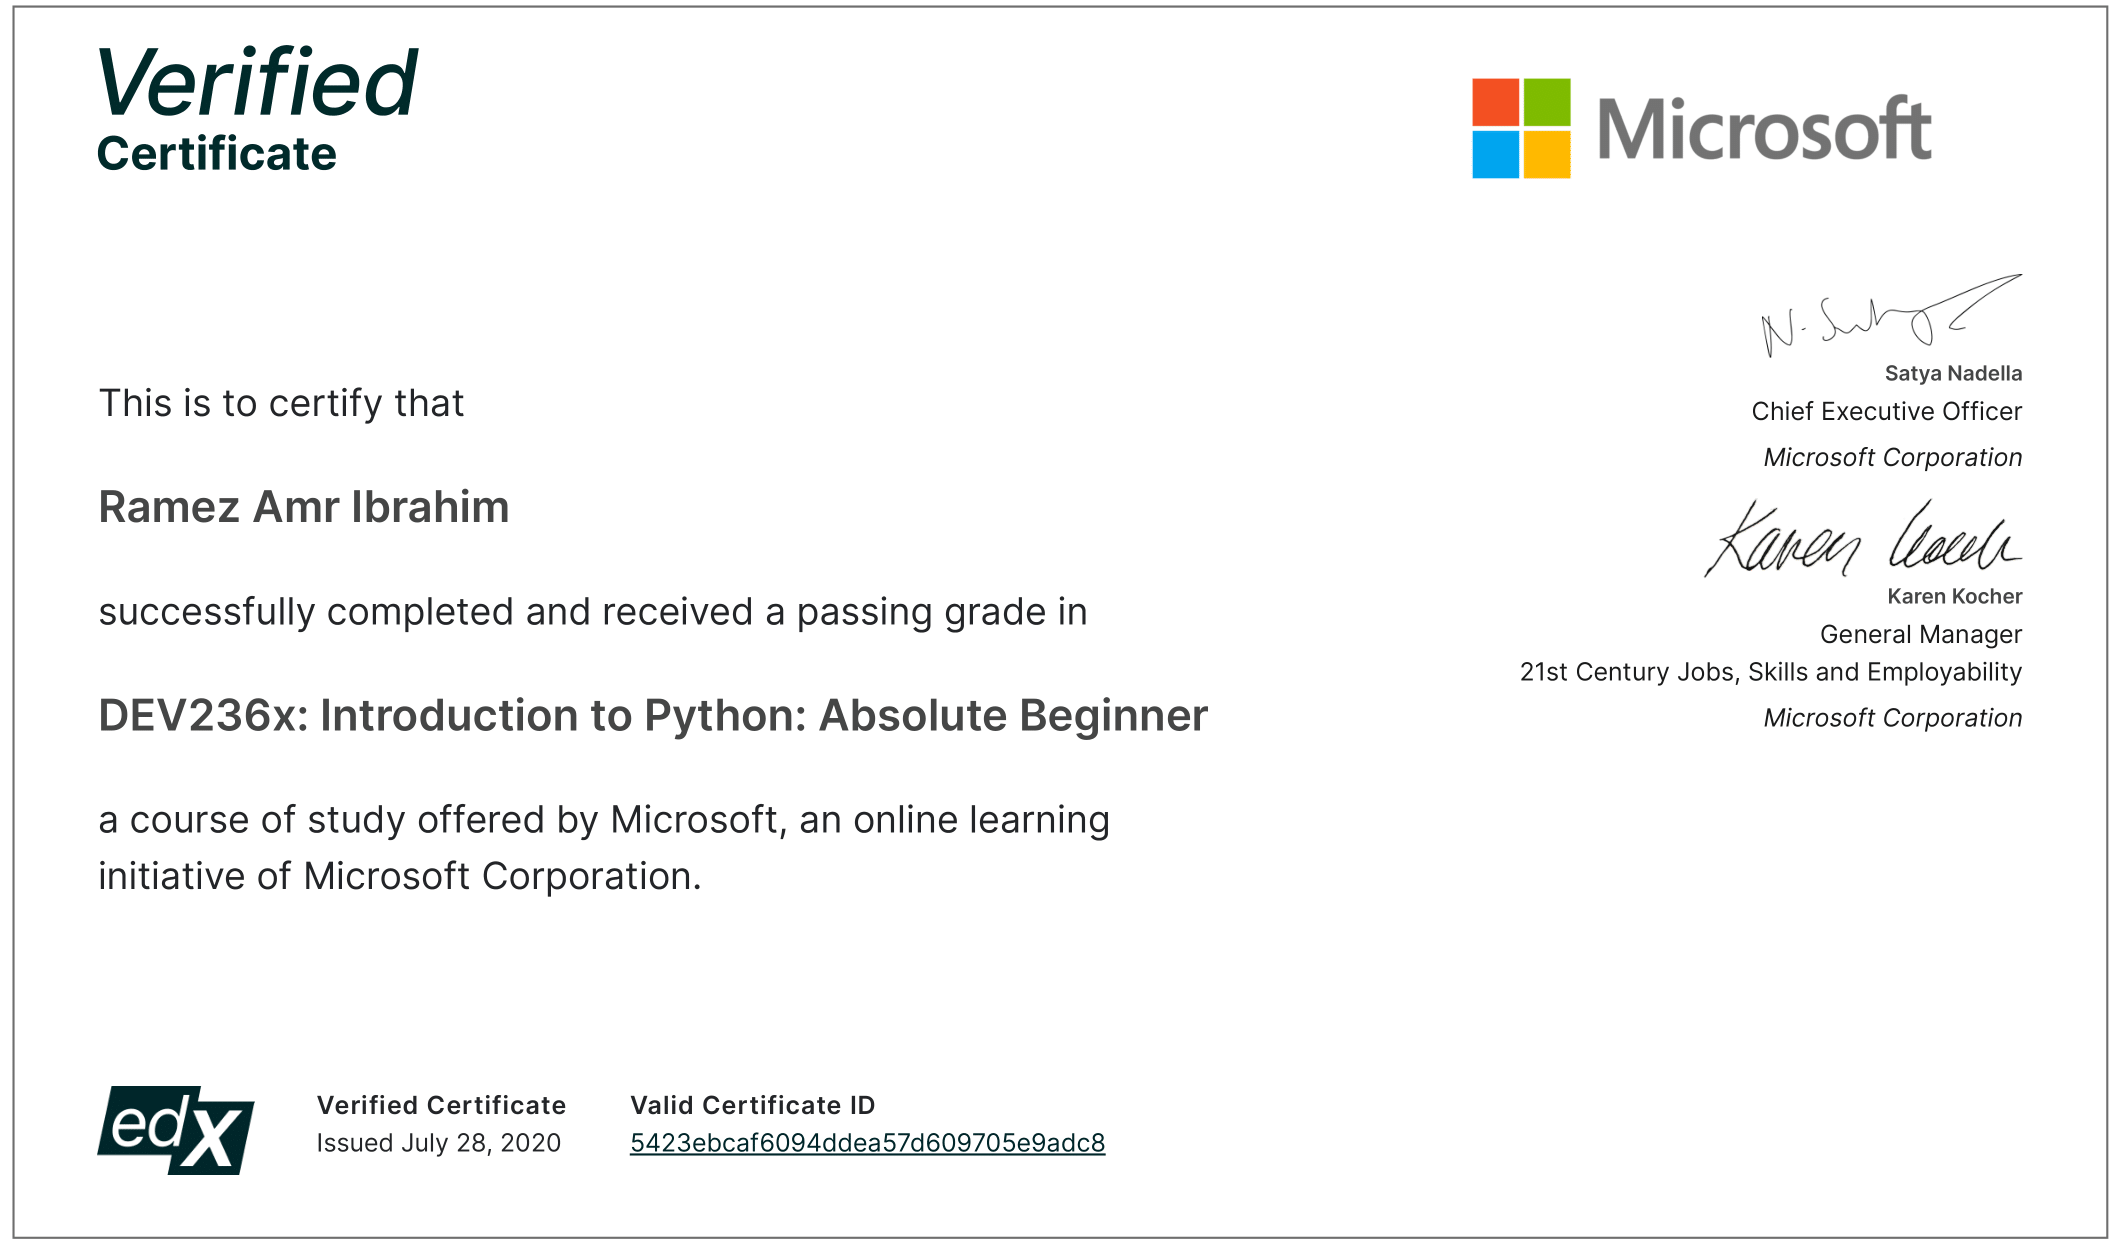 Verified
Certificate
Microsoft
This is to certify that
Ramez Amr Ibrahim
successfully completed and received a passing grade in
DEV236x: Introduction to Python: Absolute Beginner
a course of study offered by Microsoft, an online learning
initiative of Microsoft Corporation.
N. Satya
Satya Nadella
Chief Executive Officer
Microsoft Corporation
Karen Kocher
Karen Kocher
General Manager
21st Century Jobs, Skills and Employability
Microsoft Corporation
edX
Verified Certificate
Issued July 28, 2020
Valid Certificate ID
5423ebcaf6094ddea57d609705e9adc8